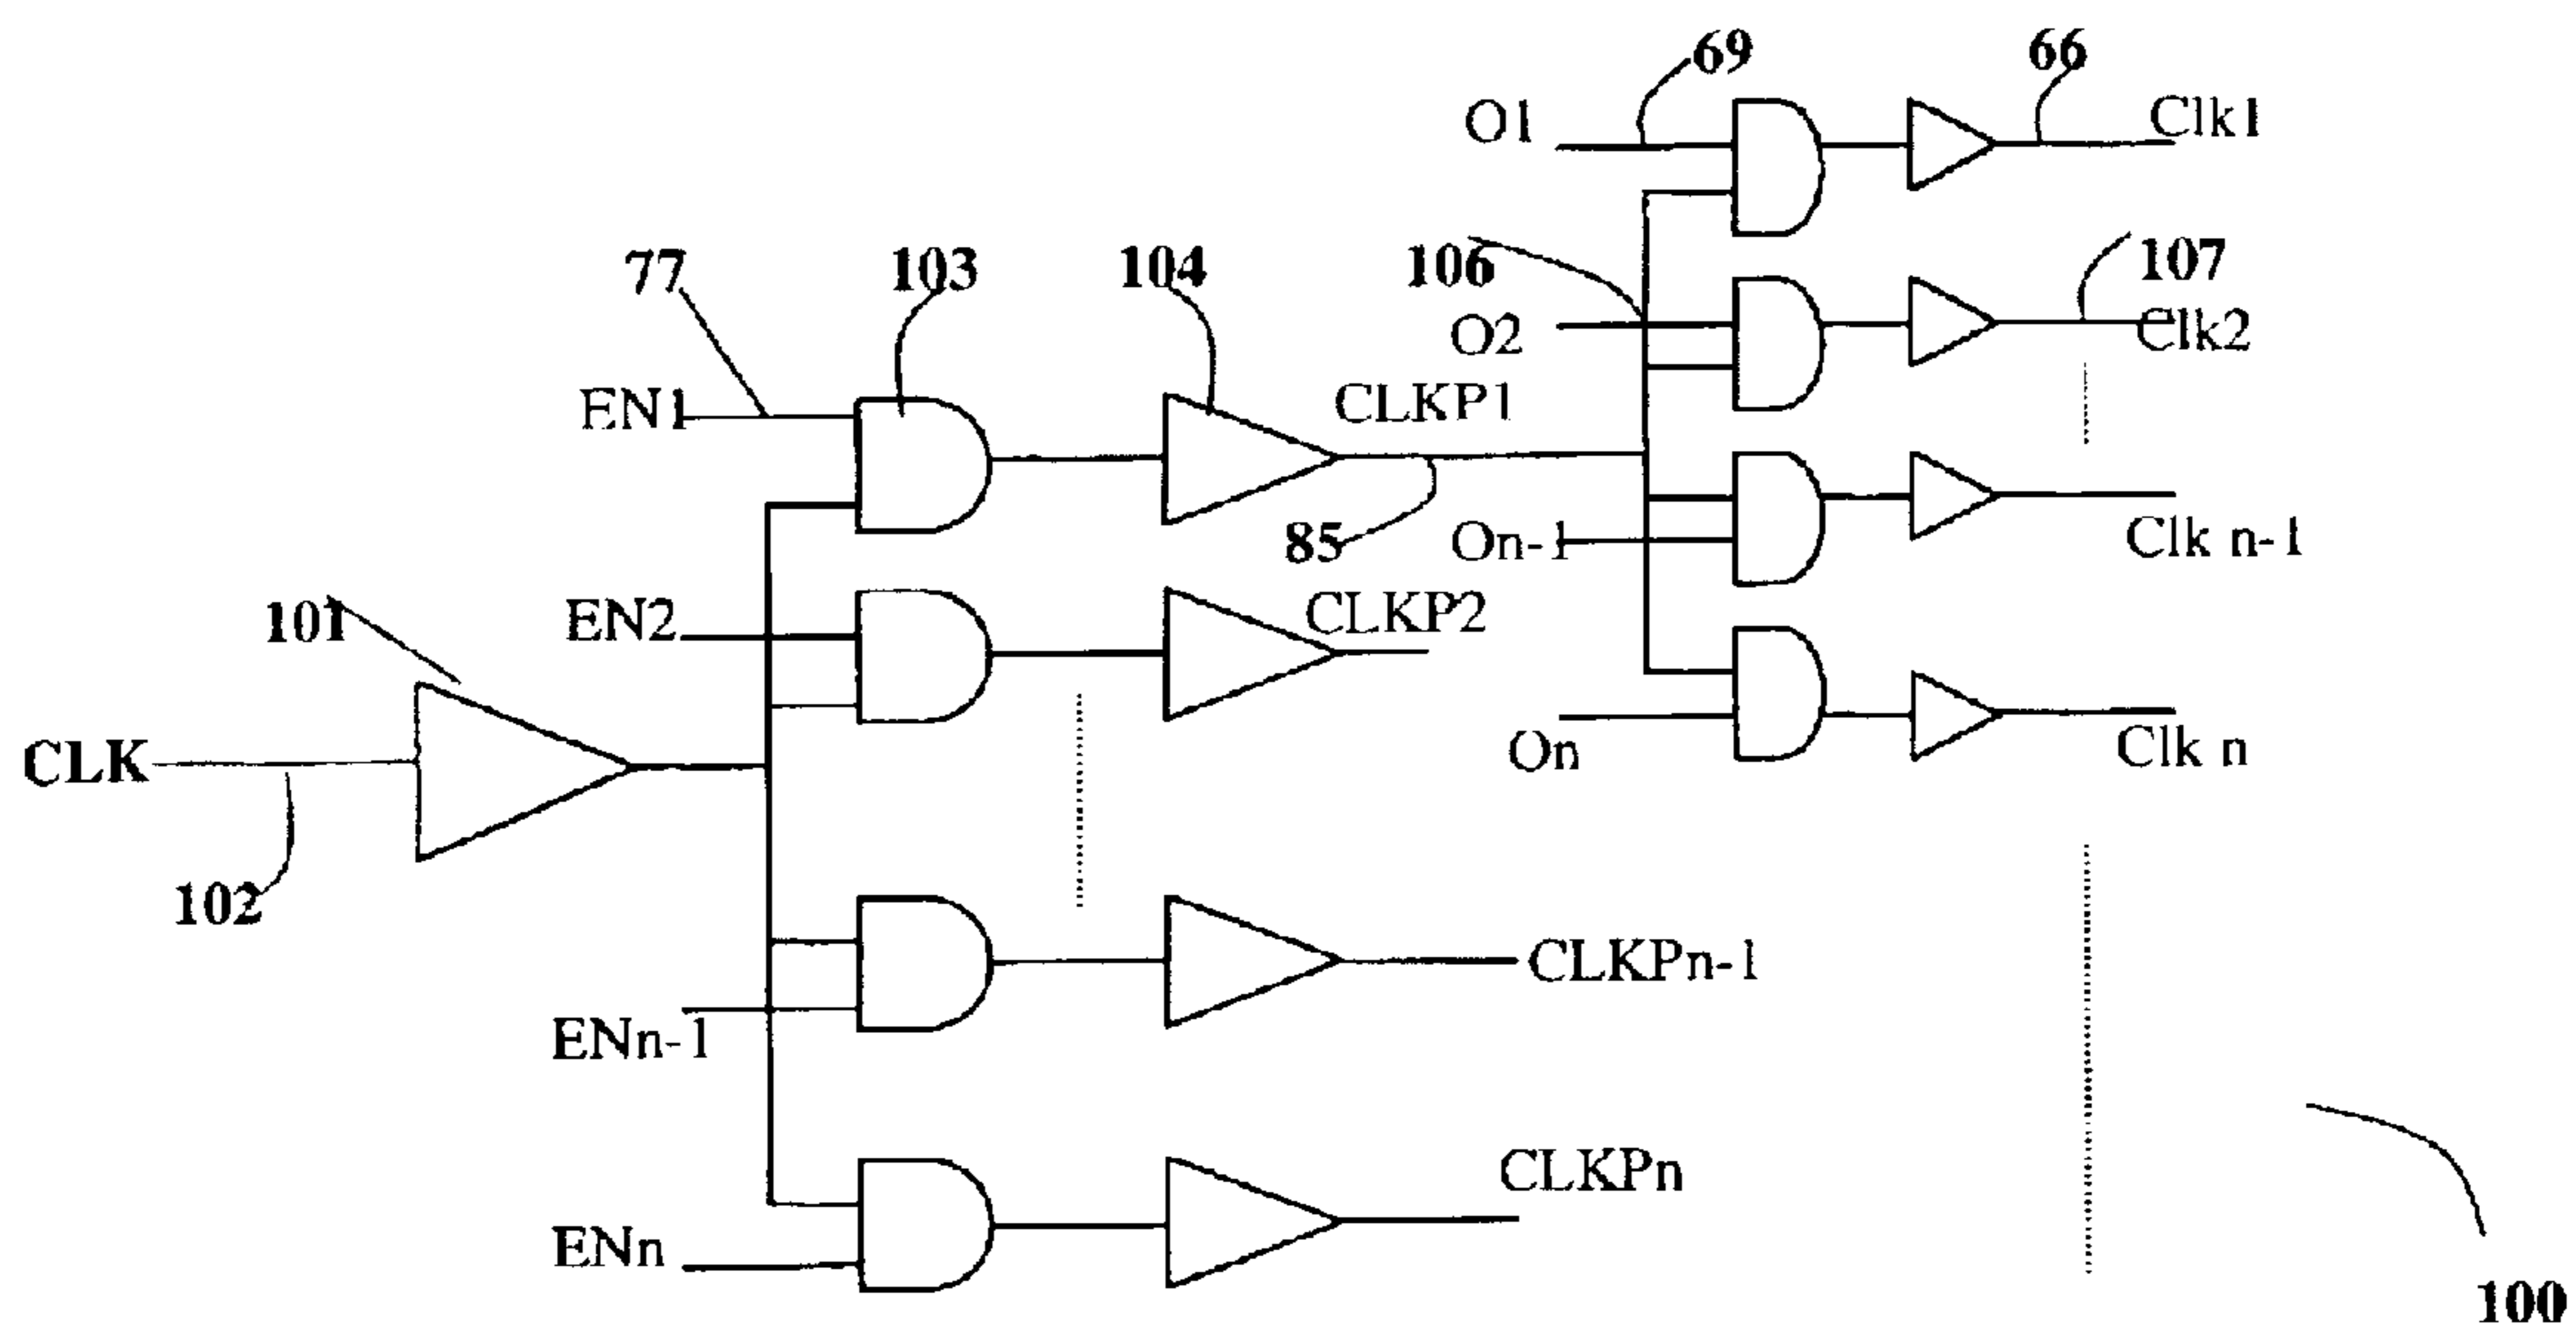 69
66
O1
Clk1
77
103
104
106
107
O2
Clk2
EN1
CLKP1
85
On-1
Clk n-1
101
EN2
CLKP2
CLK
On
Clk n
102
CLKPn-1
ENn-1
CLKPn
ENn
100